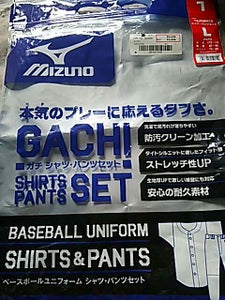 1
L
MIZUNO
本気のプレーに応えるタフさ。
GACHI
ガチ シャツ・パンツセット
SHIRTS
PANTS SET
防汚グリーン加工
ストレッチ性UP
安心の耐久素材
BASEBALL UNIFORM
SHIRTS & PANTS
ベースボールユニフォーム シャツ・パンツセット